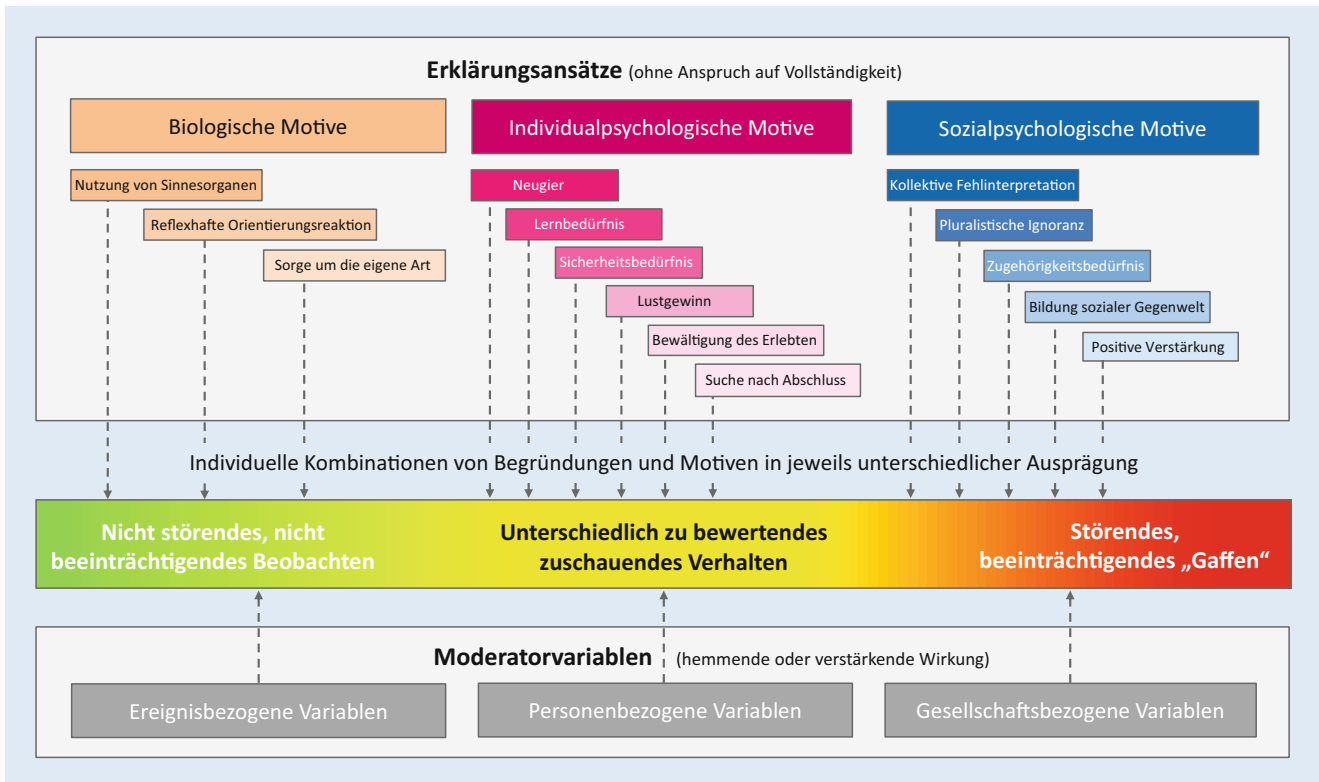 Erklärungsansätze (ohne Anspruch auf Vollständigkeit)
Biologische Motive
Nutzung von Sinnesorganen
Reflexhafte Orientierungsreaktion
Sorge um die eigene Art
Individualpsychologische Motive
Neugier
Lernbedürfnis
Sicherheitsbedürfnis
Lustgewinn
Bewältigung des Erlebten
Suche nach Abschluss
Sozialpsychologische Motive
Kollektive Fehlinterpretation
Pluralistische Ignoranz
Zugehörigkeitsbedürfnis
Bildung sozialer Gegenwelt
Positive Verstärkung
Individuelle Kombinationen von Begründungen und Motiven in jeweils unterschiedlicher Ausprägung
Nicht störendes, nicht
beeinträchtigendes Beobachten
Unterschiedlich zu bewertendes
zuschauendes Verhalten
Störendes,
beeinträchtigendes „Gaffen“
Moderatorvariablen (hemmende oder verstärkende Wirkung)
Ereignisbezogene Variablen
Personenbezogene Variablen
Gesellschaftsbezogene Variablen